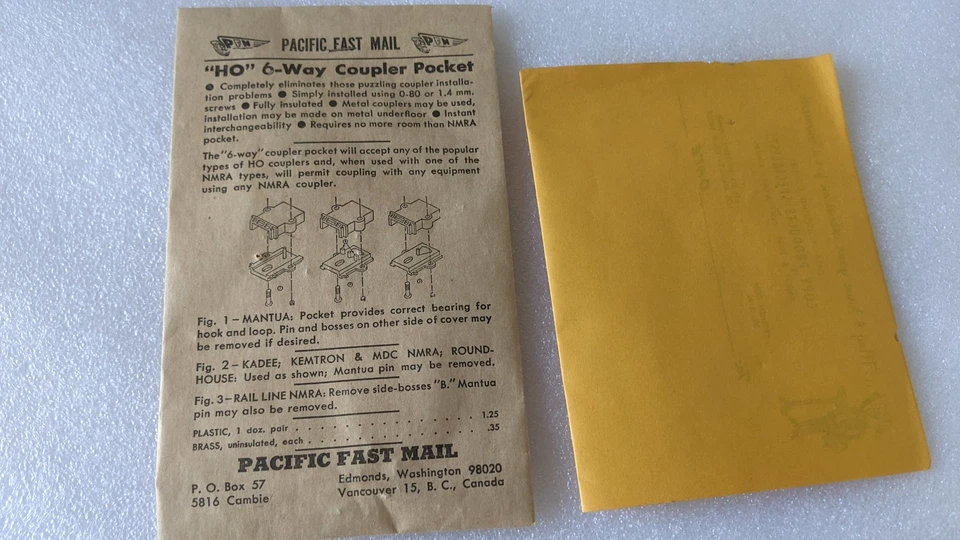 PFM PACIFIC FAST MAIL PFM
"HO" 6-Way Coupler Pocket
● Completely eliminates those puzzling coupler installa-
tion problems ● Simply installed using 0-80 or 1.4 mm.
screws ● Fully insulated ● Metal couplers may be used,
installation may be made on metal underfloor ● Instant
interchangeability ● Requires no more room than NMRA
pocket.
The "6-way" coupler pocket will accept any of the popular
types of HO couplers and, when used with one of the
NMRA types, will permit coupling with any equipment
using any NMRA coupler.
Fig. 1 – MANTUA: Pocket provides correct bearing for
hook and loop. Pin and bosses on other side of cover may
be removed if desired.
Fig. 2 – KADEE; KEMTRON & MDC NMRA; ROUND-
HOUSE: Used as shown; Mantua pin may be removed.
Fig. 3 – RAIL LINE NMRA: Remove side-bosses "B." Mantua
pin may also be removed.
PLASTIC, 1 doz. pair . . . . . . . . . . . . . 1.25
BRASS, uninsulated, each . . . . . . . . . . . . .35
PACIFIC FAST MAIL
P. O. Box 57 Edmonds, Washington 98020
5816 Cambie Vancouver 15, B. C., Canada